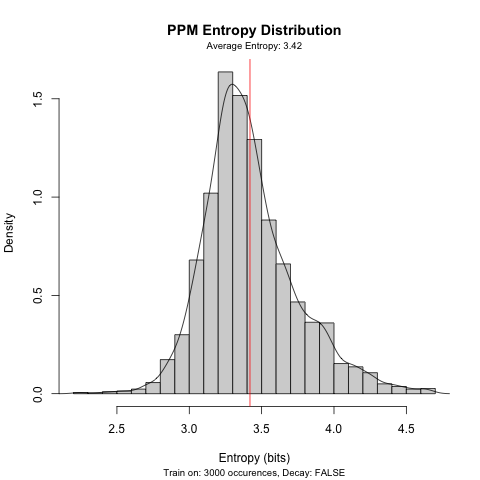 PPM Entropy Distribution
Average Entropy: 3.42
Density
1.5
1.0
0.5
0.0
2.5 3.0 3.5 4.0 4.5
Entropy (bits)
Train on: 3000 occurences, Decay: FALSE